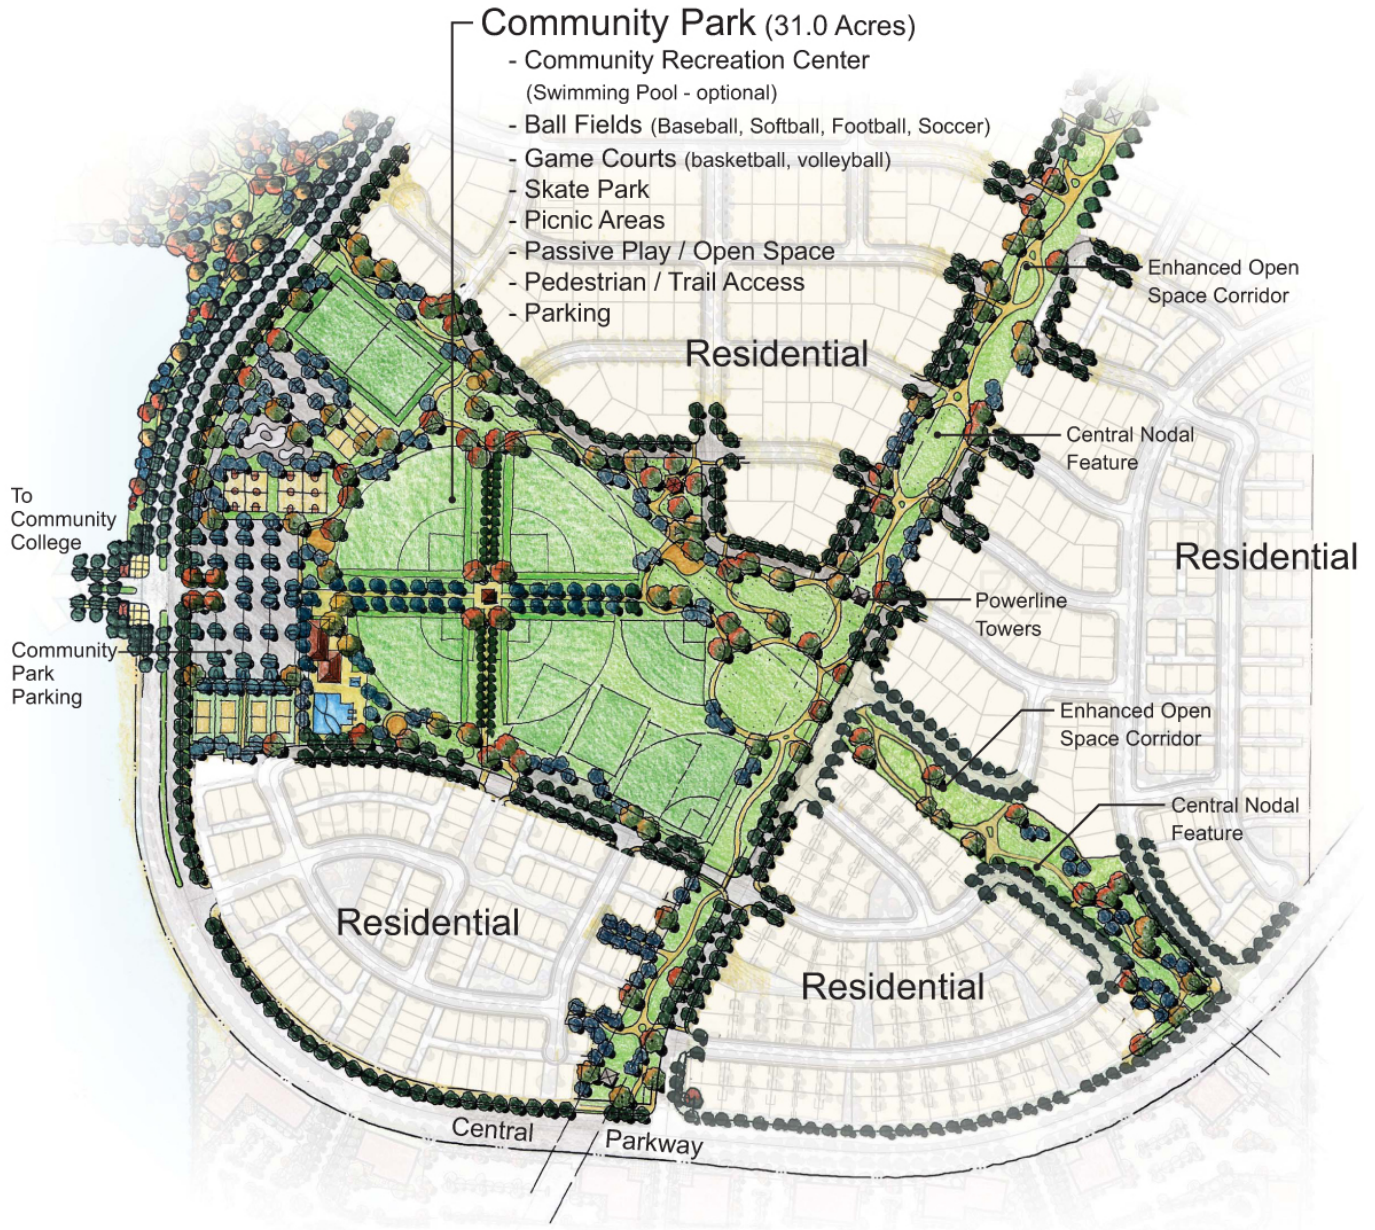 Community Park (31.0 Acres)
- Community Recreation Center
(Swimming Pool - optional)
- Ball Fields (Baseball, Softball, Football, Soccer)
- Game Courts (basketball, volleyball)
- Skate Park
- Picnic Areas
- Passive Play / Open Space
- Pedestrian / Trail Access
- Parking
Enhanced Open
Space Corridor
Residential
Central Nodal
Feature
To
Community
College
Residential
Powerline
Towers
Community
Park
Parking
Enhanced Open
Space Corridor
Central Nodal
Feature
Residential
Residential
Central Parkway